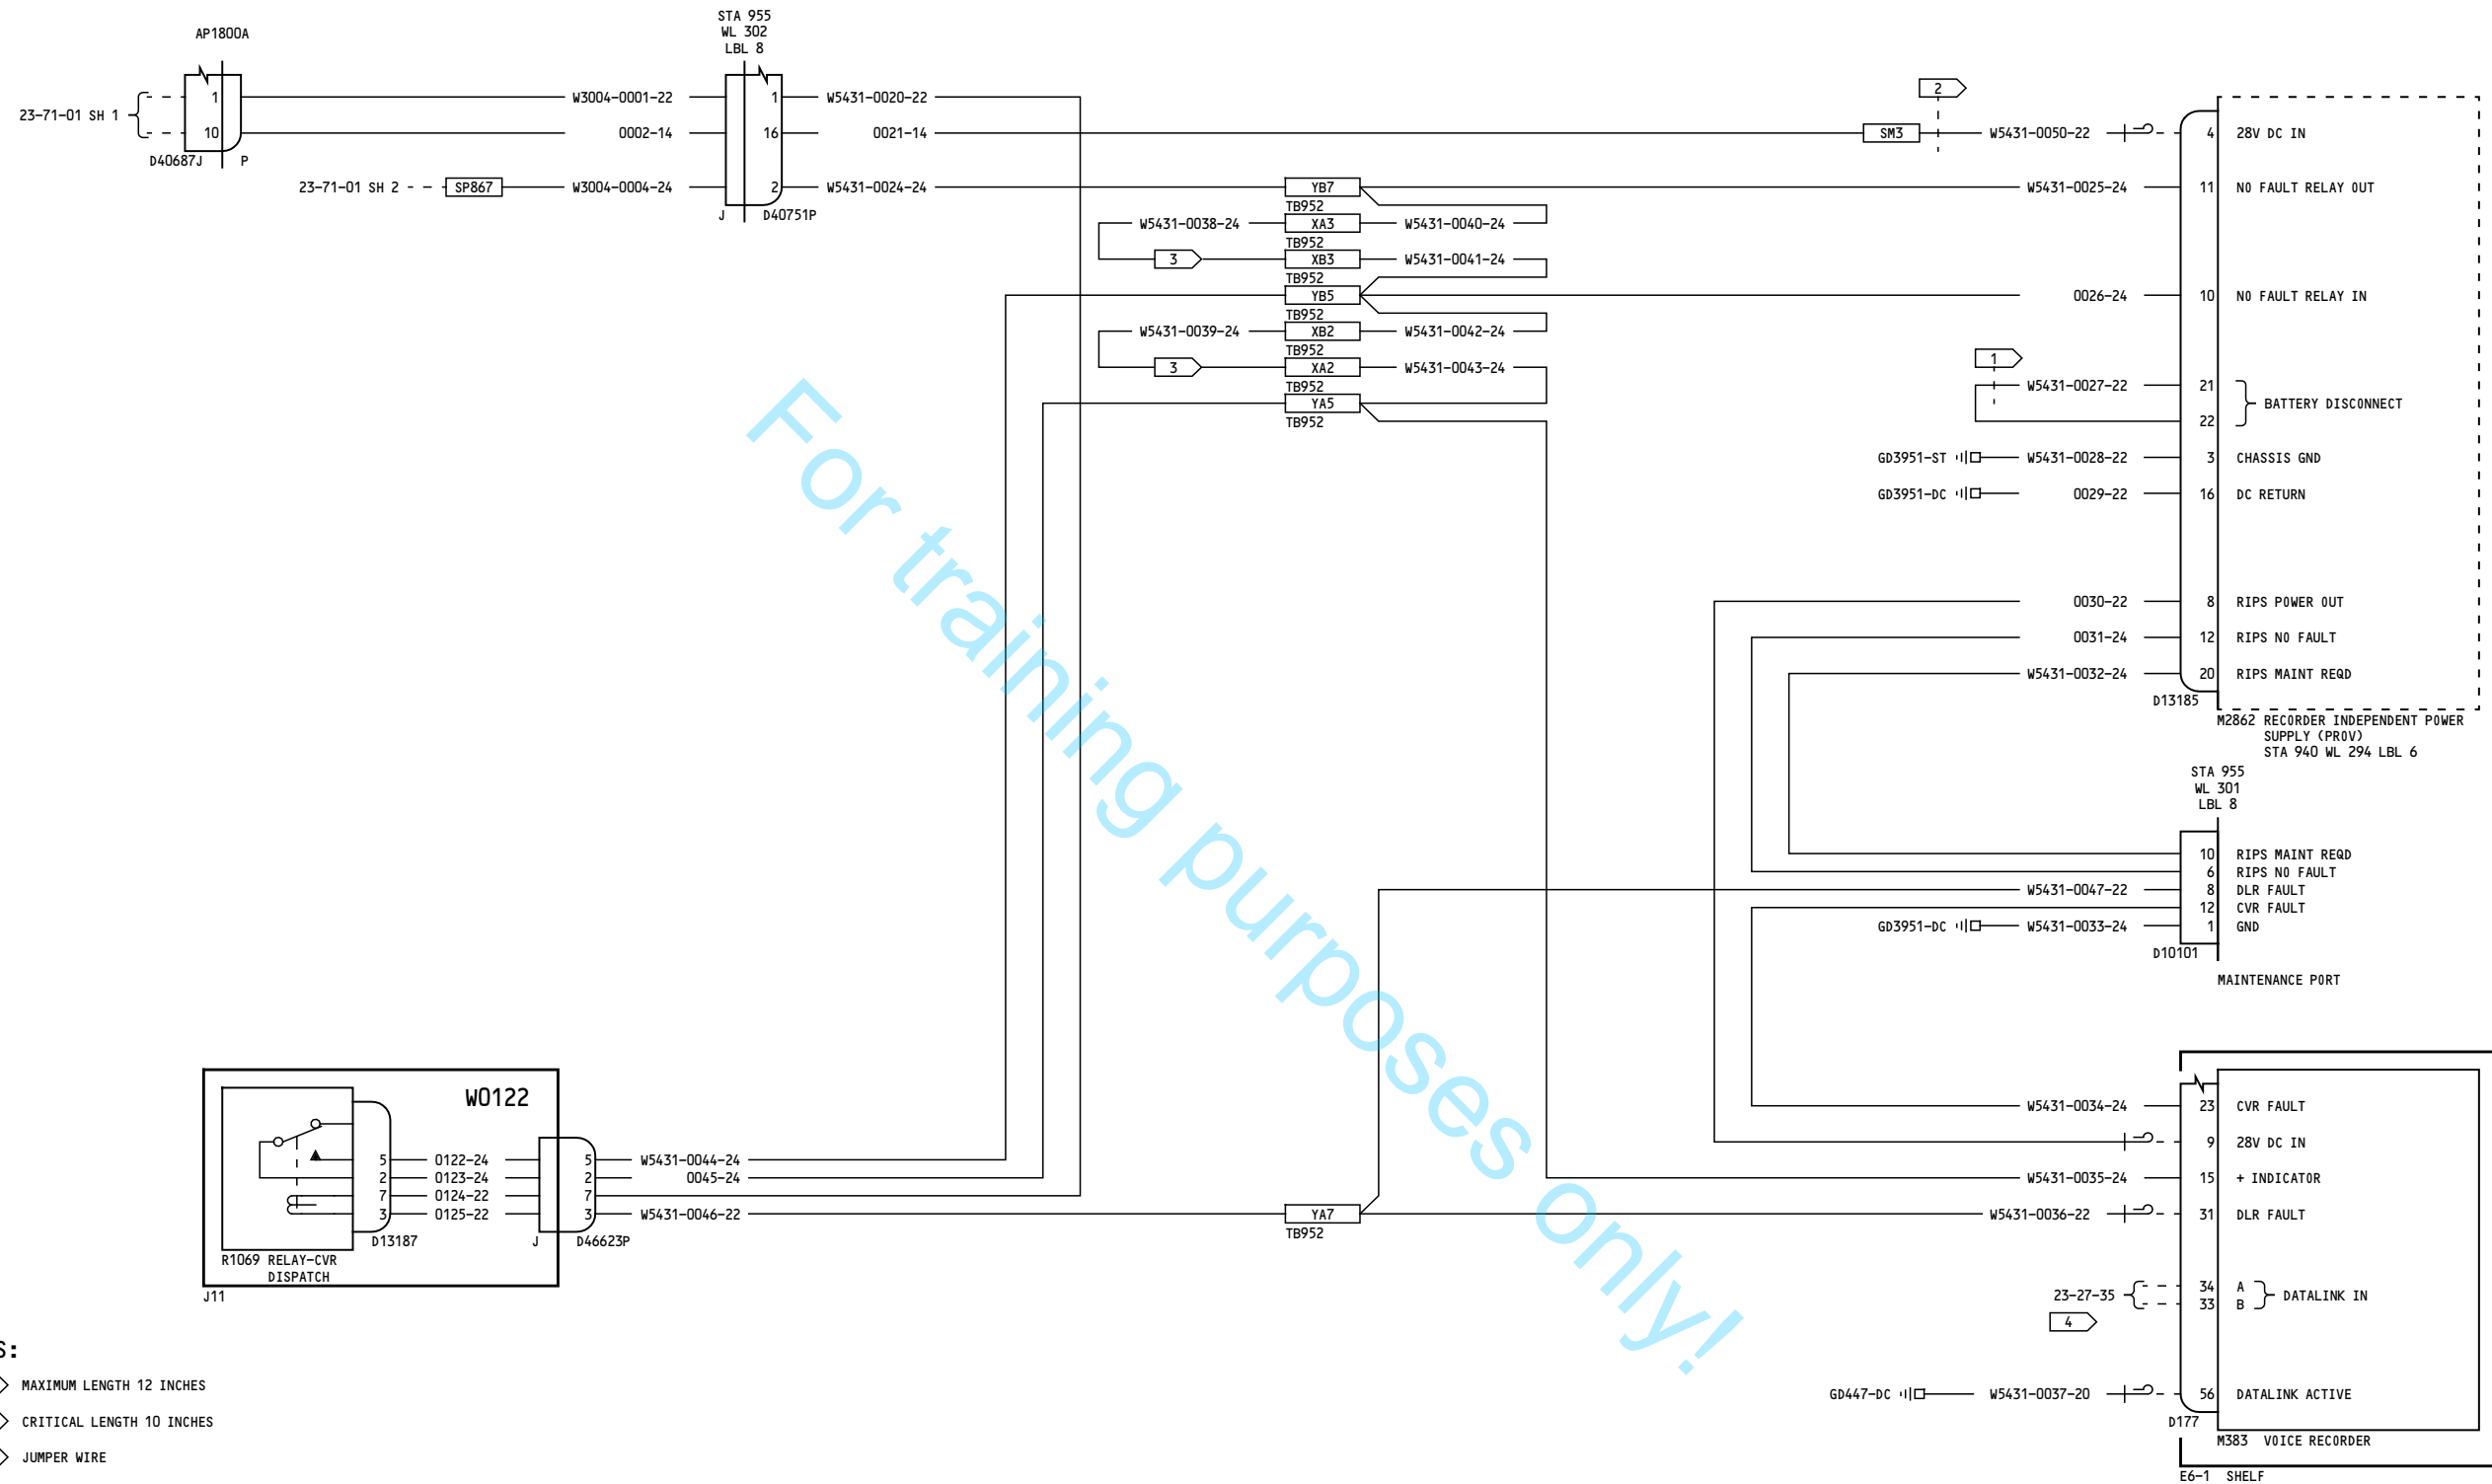 AP1800A
STA 955
WL 302
LBL 8
23-71-01 SH 1
1
10
D40687J P
W3004-0001-22
0002-14
23-71-01 SH 2
SP867
W3004-0004-24
1
16
2
J D40751P
W5431-0020-22
0021-14
W5431-0024-24
YB7
TB952
W5431-0038-24
XA3
W5431-0040-24
TB952
3
XB3
W5431-0041-24
TB952
YB5
TB952
W5431-0039-24
XB2
W5431-0042-24
TB952
3
XA2
W5431-0043-24
TB952
YA5
TB952
2
SM3
W5431-0050-22
4
28V DC IN
W5431-0025-24
11
NO FAULT RELAY OUT
0026-24
10
NO FAULT RELAY IN
1
W5431-0027-22
21
22
BATTERY DISCONNECT
GD3951-ST
W5431-0028-22
3
CHASSIS GND
GD3951-DC
0029-22
16
DC RETURN
0030-22
8
RIPS POWER OUT
0031-24
12
RIPS NO FAULT
W5431-0032-24
20
RIPS MAINT REQD
D13185
M2862 RECORDER INDEPENDENT POWER
SUPPLY (PROV)
STA 940 WL 294 LBL 6
STA 955
WL 301
LBL 8
10 RIPS MAINT REQD
6 RIPS NO FAULT
W5431-0047-22
8 DLR FAULT
12 CVR FAULT
GD3951-DC
W5431-0033-24
1 GND
D10101
MAINTENANCE PORT
W0122
5 0122-24 5 W5431-0044-24
2 0123-24 2 0045-24
7 0124-22 7
3 0125-22 3 W5431-0046-22
D13187
J D46623P
R1069 RELAY-CVR
DISPATCH
J11
YA7
TB952
W5431-0034-24
23
CVR FAULT
9
28V DC IN
W5431-0035-24
15
+ INDICATOR
W5431-0036-22
31
DLR FAULT
23-27-35
34 A
33 B
DATALINK IN
4
GD447-DC
W5431-0037-20
56
DATALINK ACTIVE
D177
M383 VOICE RECORDER
E6-1 SHELF
S:
MAXIMUM LENGTH 12 INCHES
CRITICAL LENGTH 10 INCHES
JUMPER WIRE
For training purposes only!